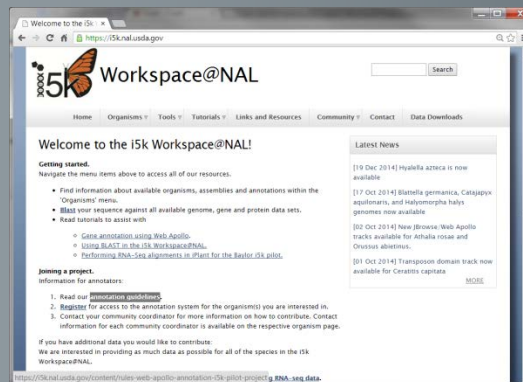 Welcome to the i5k
https://i5k.nal.usda.gov
i5k Workspace@NAL
Search
Home Organisms Tools Tutorials Links and Resources Community Contact Data Downloads
Welcome to the i5k Workspace@NAL!
Getting started.
Navigate the menu items above to access all of our resources.
Find information about available organisms, assemblies and annotations within the
'Organisms' menu.
Blast your sequence against all available genome, gene and protein data sets.
Read tutorials to assist with
Gene annotation using Web Apollo.
Using BLAST in the i5k Workspace@NAL.
Performing RNA-Seq alignments in iPlant for the Baylor i5k pilot.
Joining a project.
Information for annotators:
1. Read our annotation guidelines.
2. Register for access to the annotation system for the organism(s) you are interested in.
3. Contact your community coordinator for more information on how to contribute. Contact
information for each community coordinator is available on the respective organism page.
If you have additional data you would like to contribute:
We are interested in providing as much data as possible for all of the species in the i5k
Workspace@NAL.
https://i5k.nal.usda.gov/content/rules-web-apollo-annotation-i5k-pilot-project g RNA-seq data.
Latest News
[19 Dec 2014] Hyalella azteca is now
available
[17 Oct 2014] Blattella germanica, Catajapyx
aquilonaris, and Halyomorpha halys
genomes now available
[02 Oct 2014] New JBrowse/Web Apollo
tracks available for Athalia rosae and
Orussus abietinus.
[01 Oct 2014] Transposon domain track now
available for Ceratitis capitata
MORE